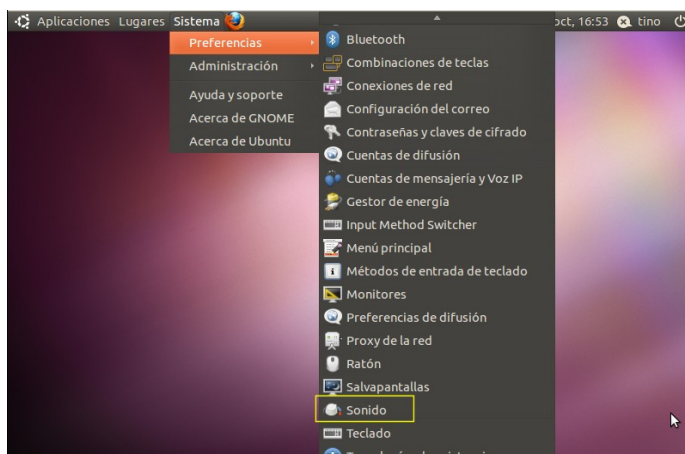 Aplicaciones Lugares Sistema
oct, 16:53 tino
Preferencias
Administración
Ayuda y soporte
Acerca de GNOME
Acerca de Ubuntu
Bluetooth
Combinaciones de teclas
Conexiones de red
Configuración del correo
Contraseñas y claves de cifrado
Cuentas de difusión
Cuentas de mensajería y Voz IP
Gestor de energía
Input Method Switcher
Menú principal
Métodos de entrada de teclado
Monitores
Preferencias de difusión
Proxy de la red
Ratón
Salvapantallas
Sonido
Teclado